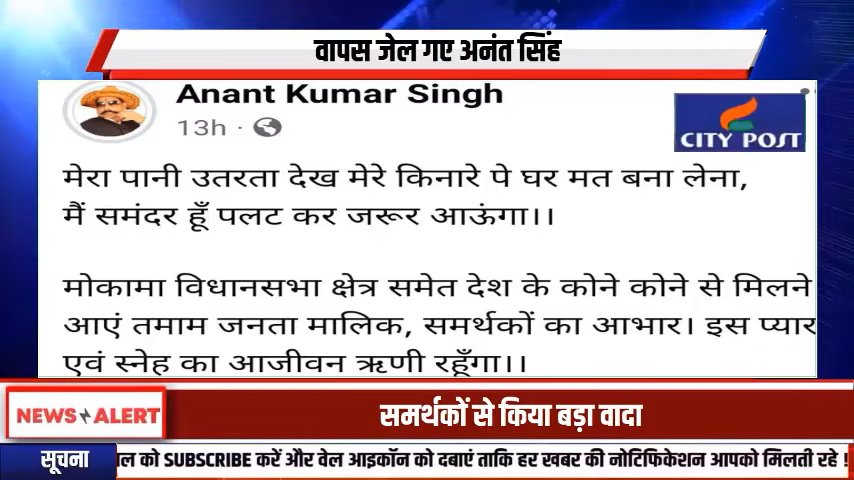 वापस जेल गए अनंत सिंह
Anant Kumar Singh
13h ·
CITY POST
मेरा पानी उतरता देख मेरे किनारे पे घर मत बना लेना,
मैं समंदर हूँ पलट कर जरूर आऊंगा।।
मोकामा विधानसभा क्षेत्र समेत देश के कोने कोने से मिलने
आएं तमाम जनता मालिक, समर्थकों का आभार। इस प्यार
एवं स्नेह का आजीवन ऋणी रहूँगा।।
NEWS ALERT
समर्थकों से किया बड़ा वादा
सूचना
को SUBSCRIBE करें और वेल आइकॉन को दबाएं ताकि हर खबर की नोटिफिकेशन आपको मिलती रहे !